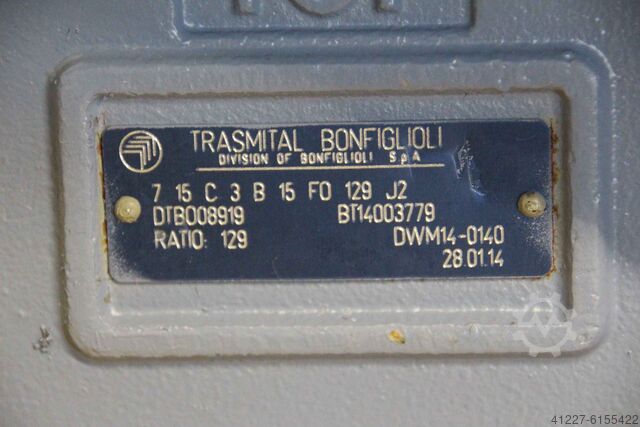 TRASMITAL BONFIGLIOLI
DIVISION OF BONFIGLIOLI S.p.A
7 15 C 3 B 15 FO 129 J2
DTB008919 BT14003779
RATIO: 129 DWM14-0140
28.01.14
41227-6155422